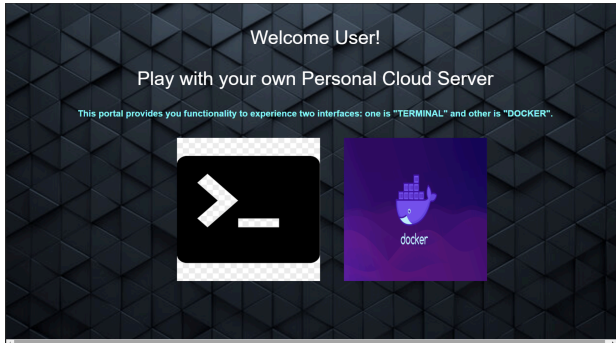 Welcome User!
Play with your own Personal Cloud Server
This portal provides you functionality to experience two interfaces: one is "TERMINAL" and other is "DOCKER".
>_
docker